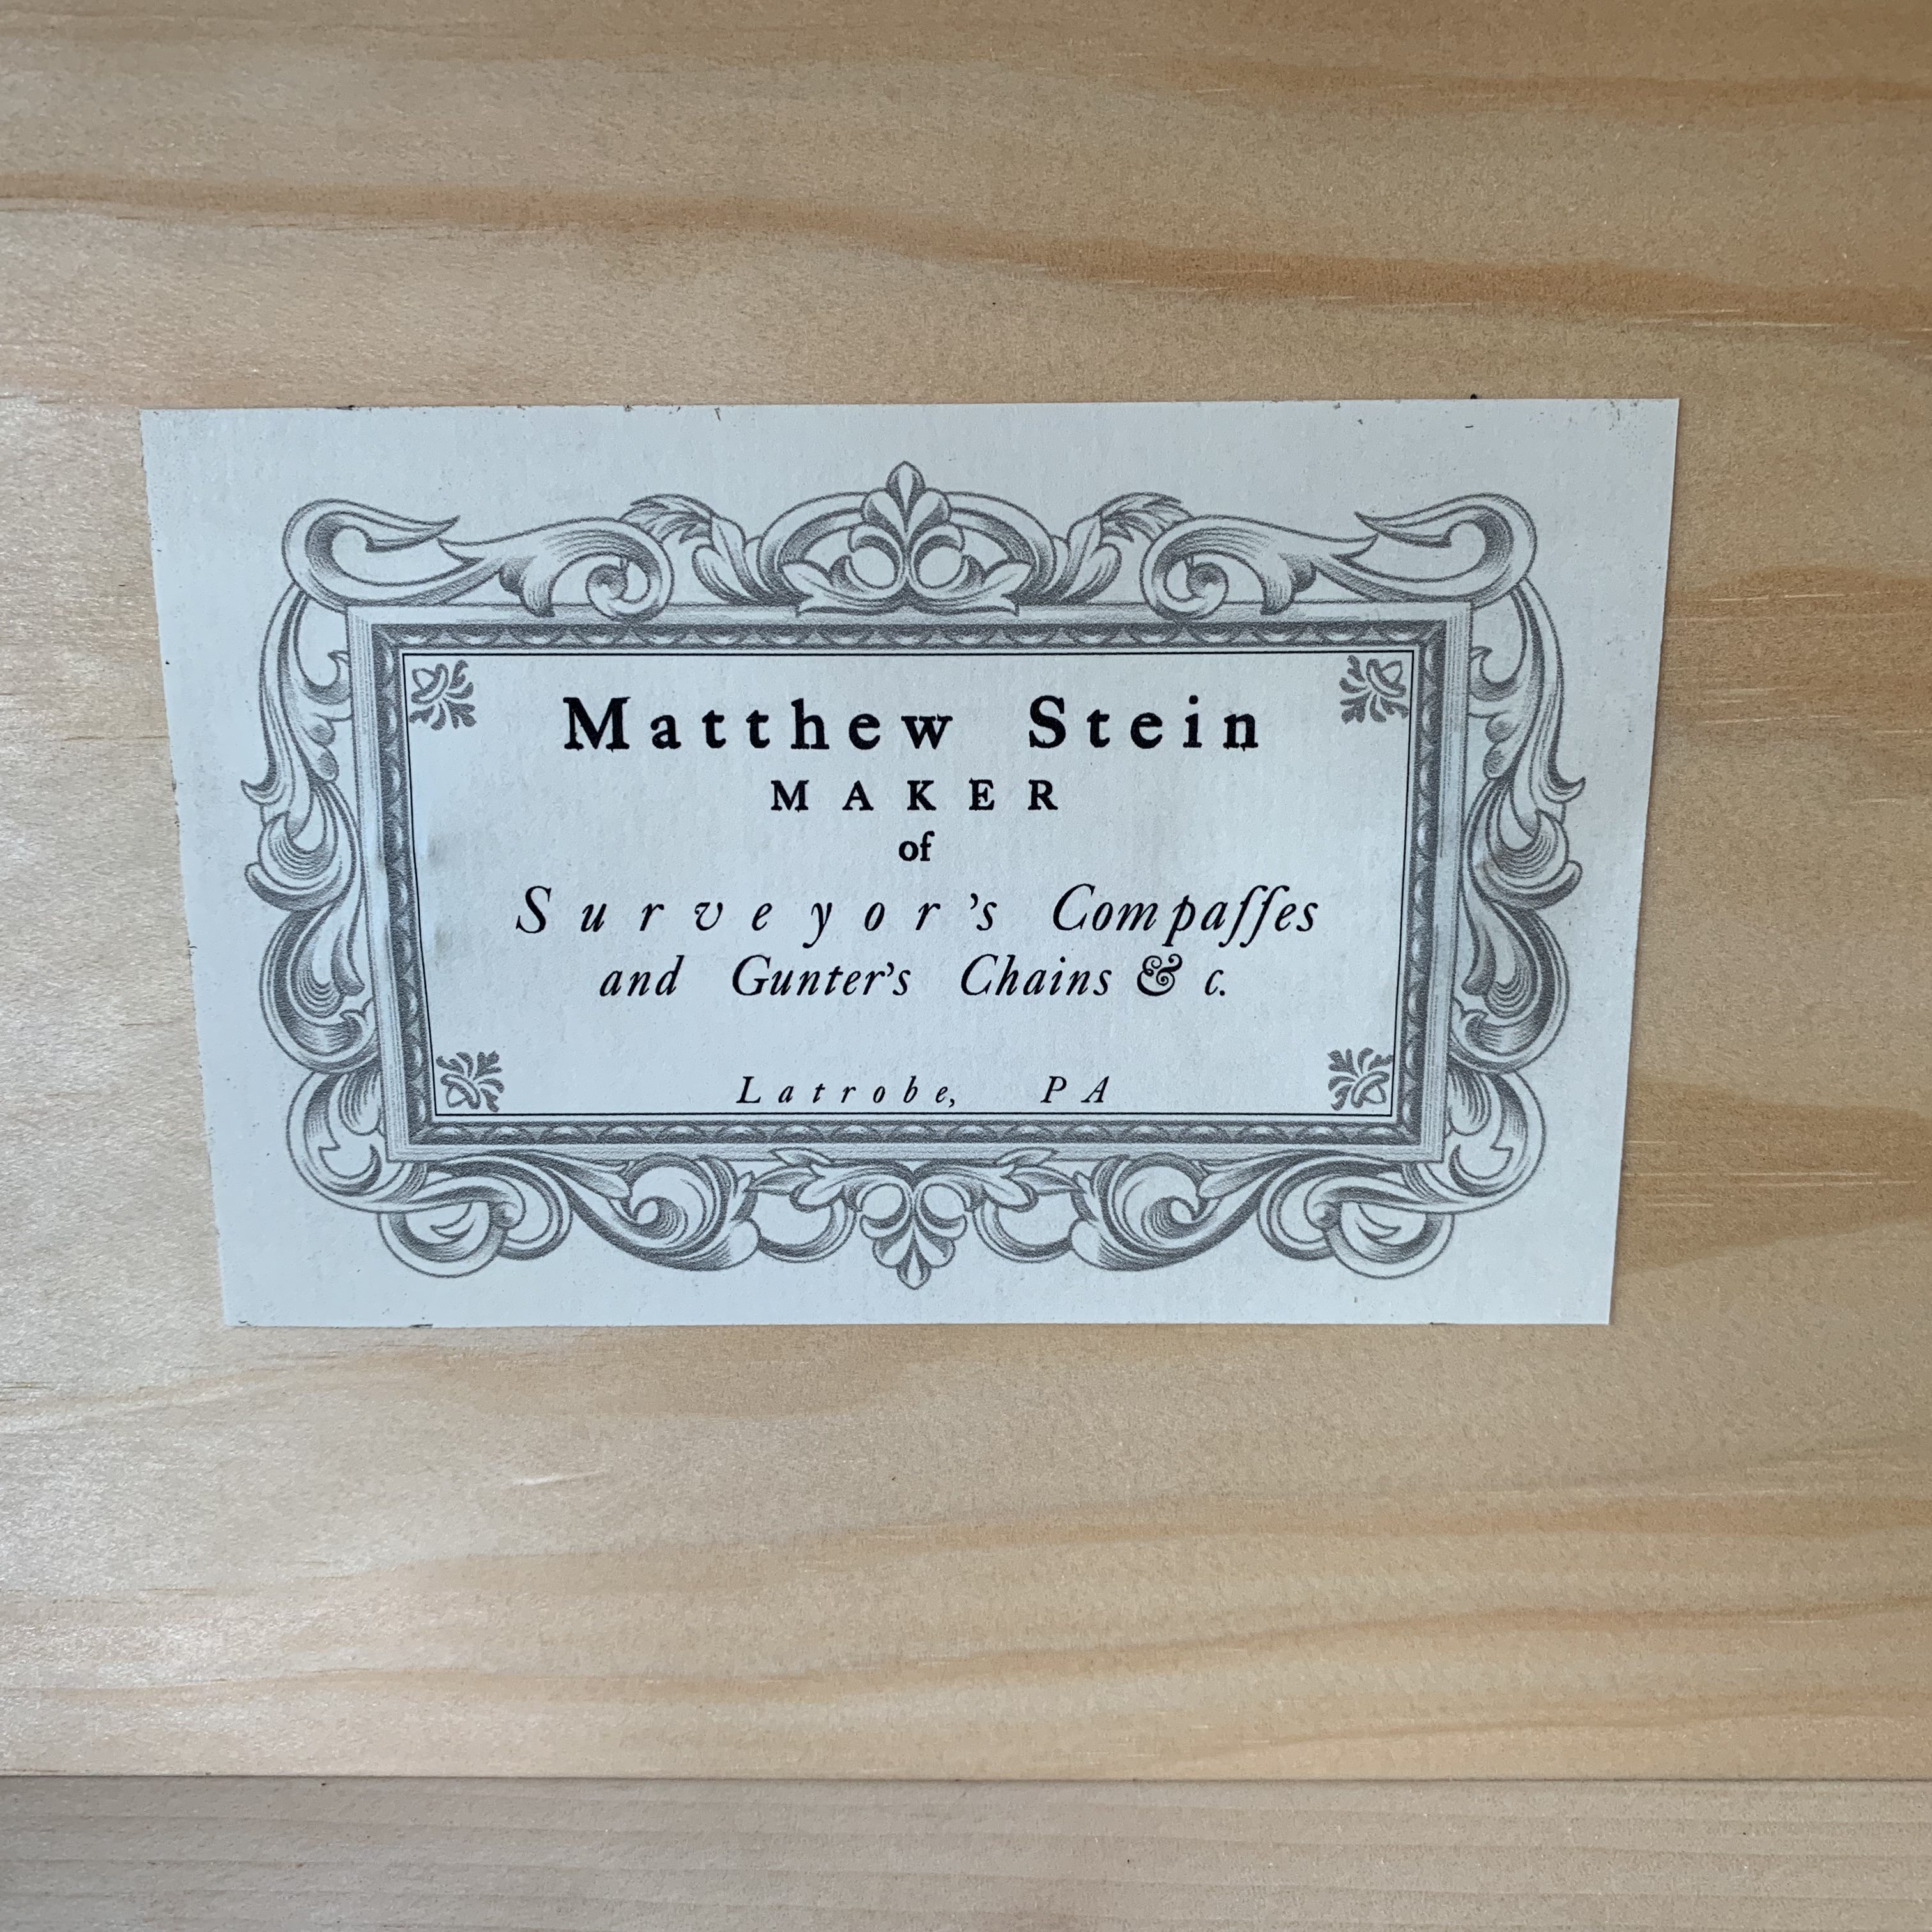 Matthew Stein
MAKER
of
Surveyor’s Compaſſes
and Gunter’s Chains & c.
Latrobe, PA